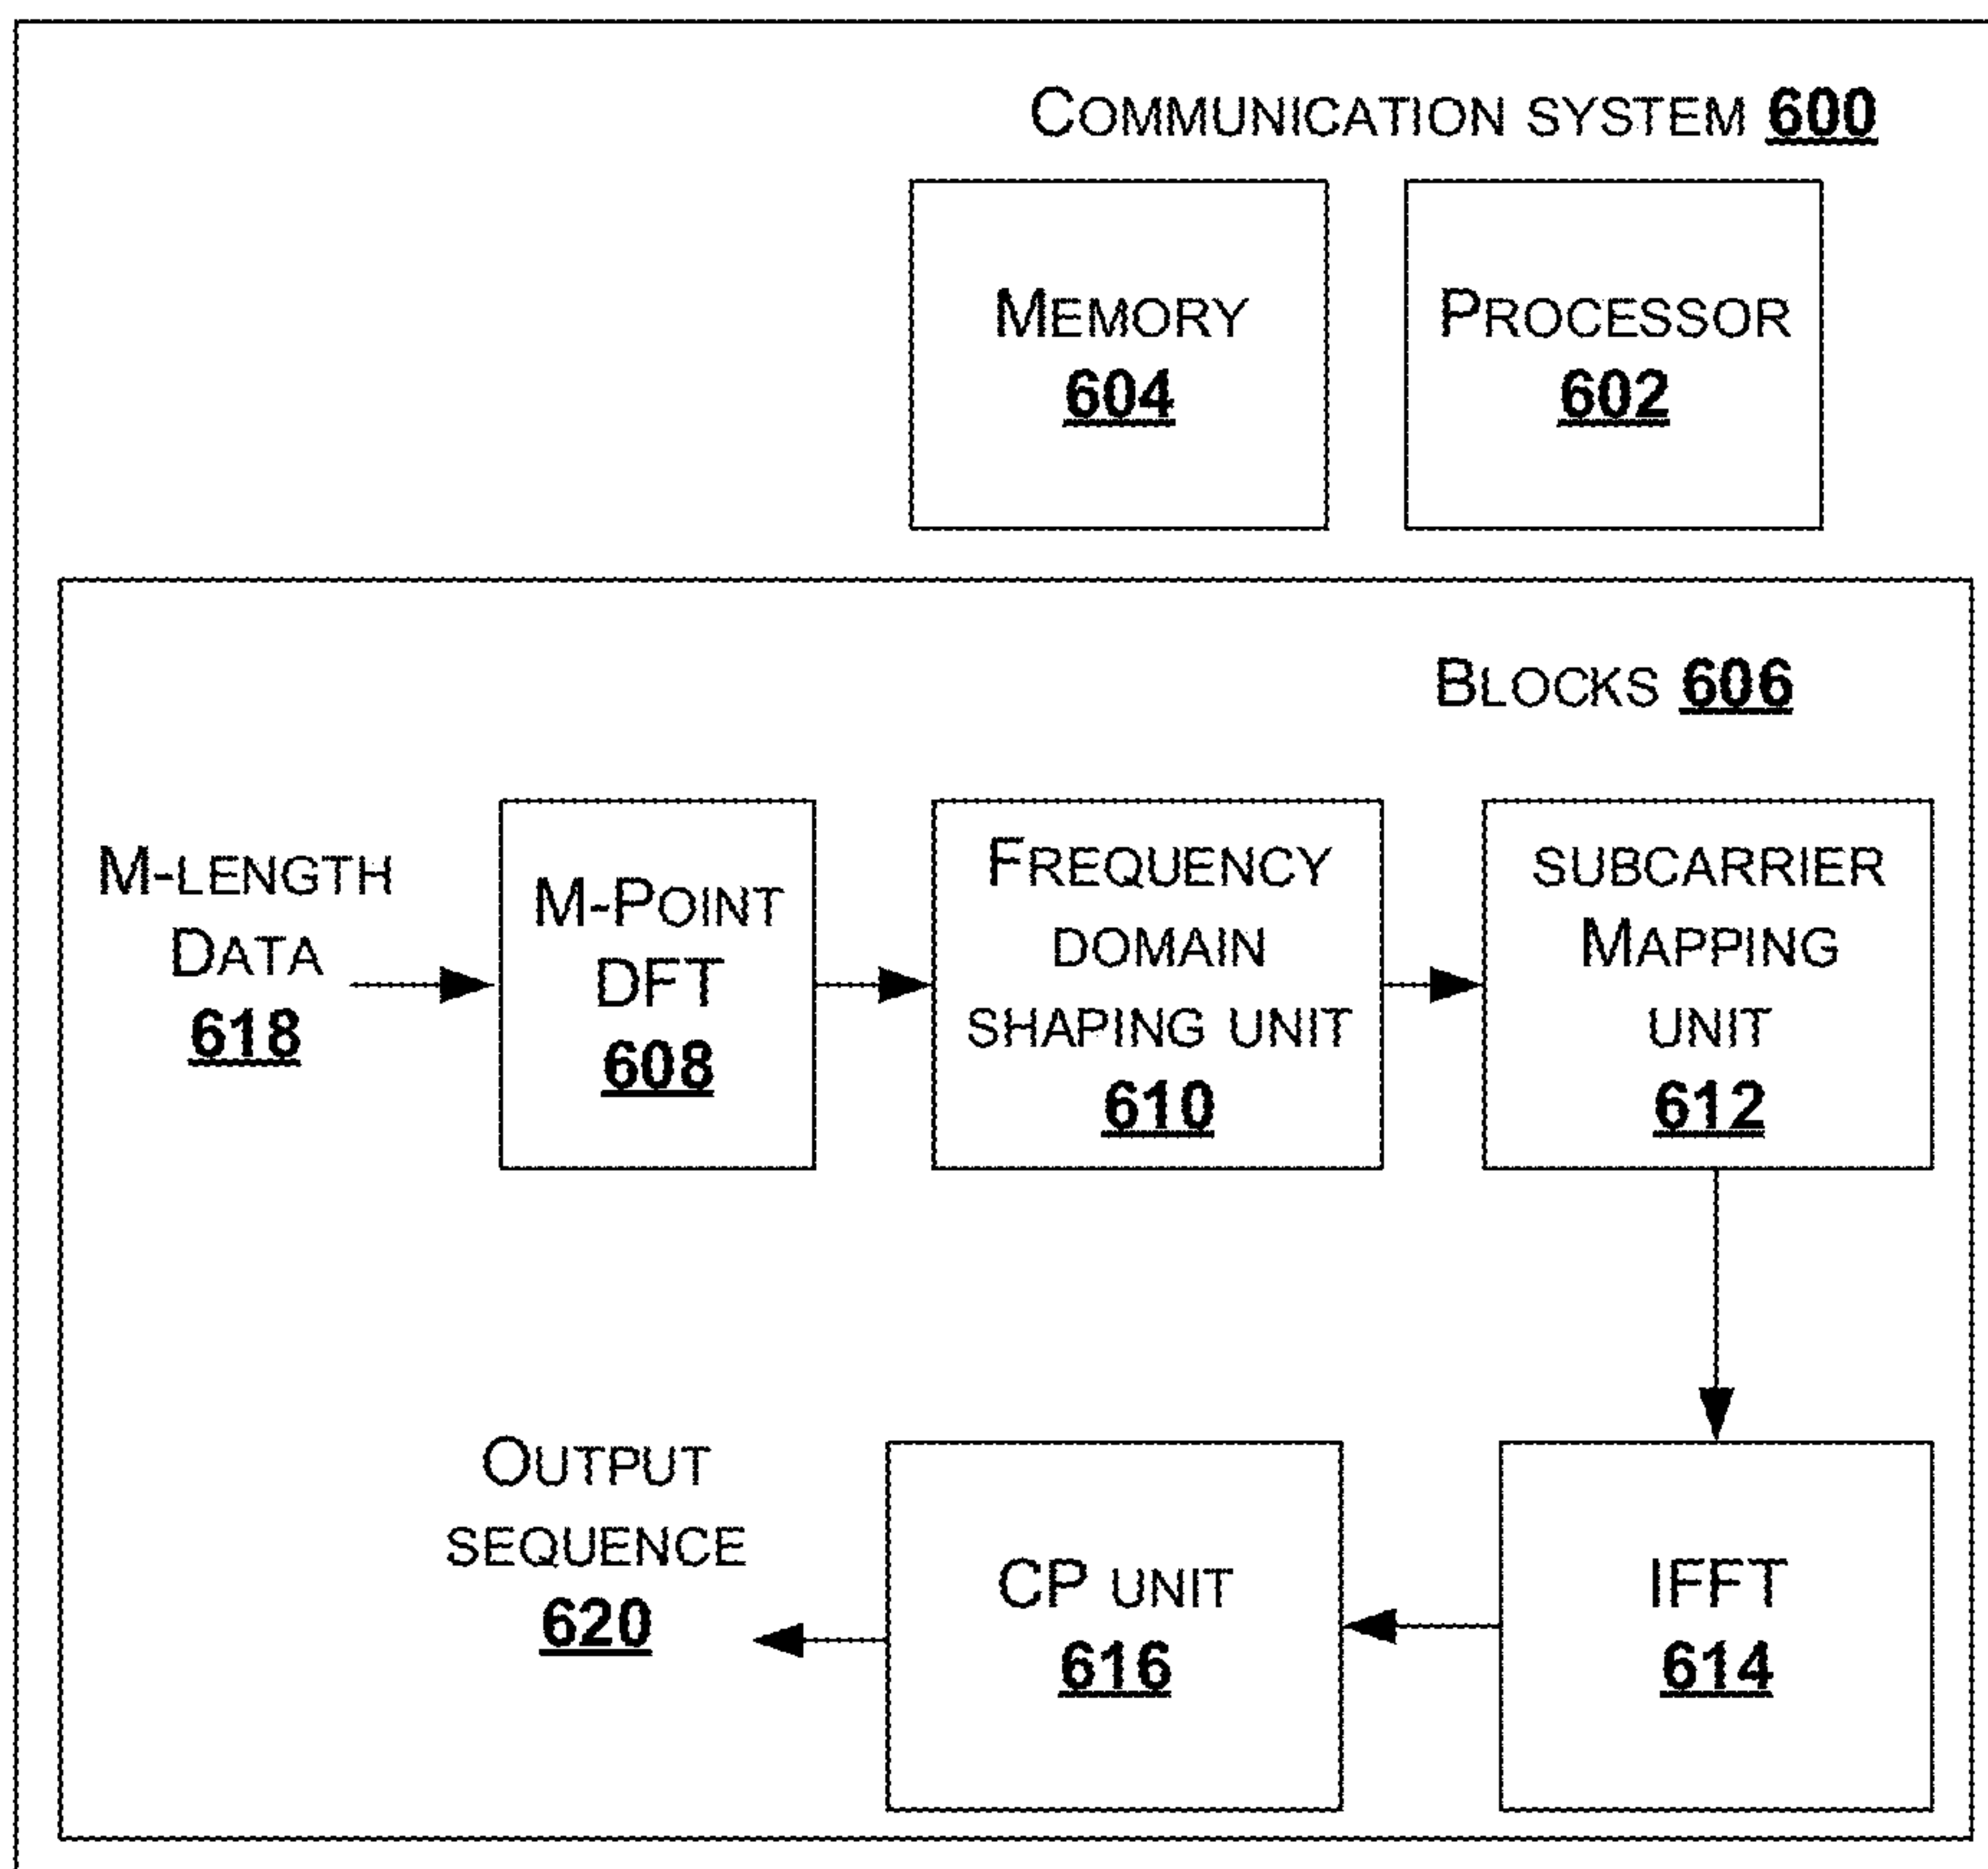 COMMUNICATION SYSTEM 600
MEMORY
604
PROCESSOR
602
BLOCKS 606
M-LENGTH
DATA
618
M-POINT
DFT
608
FREQUENCY
DOMAIN
SHAPING UNIT
610
SUBCARRIER
MAPPING
UNIT
612
OUTPUT
SEQUENCE
620
CP UNIT
616
IFFT
614